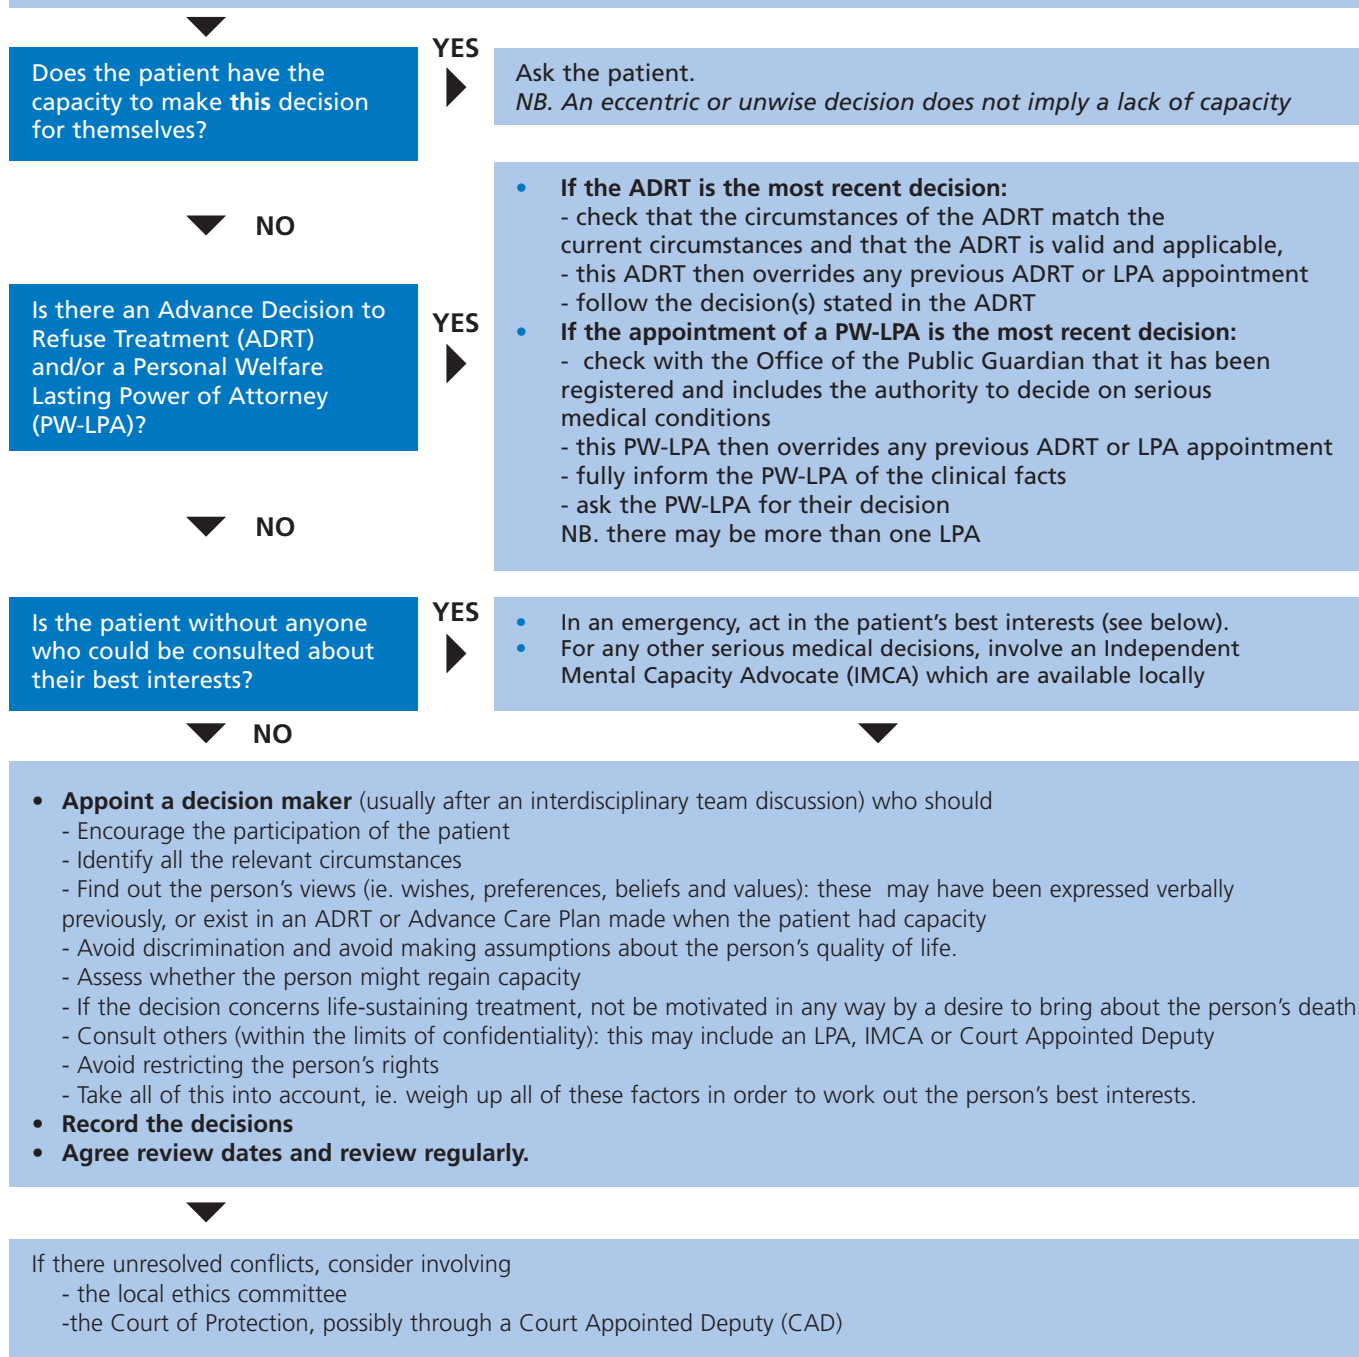 Does the patient have the
capacity to make this decision
for themselves?
YES
Ask the patient.
NB. An eccentric or unwise decision does not imply a lack of capacity
NO
Is there an Advance Decision to
Refuse Treatment (ADRT)
and/or a Personal Welfare
Lasting Power of Attorney
(PW-LPA)?
YES
• If the ADRT is the most recent decision:
- check that the circumstances of the ADRT match the
current circumstances and that the ADRT is valid and applicable,
- this ADRT then overrides any previous ADRT or LPA appointment
- follow the decision(s) stated in the ADRT
• If the appointment of a PW-LPA is the most recent decision:
- check with the Office of the Public Guardian that it has been
registered and includes the authority to decide on serious
medical conditions
- this PW-LPA then overrides any previous ADRT or LPA appointment
- fully inform the PW-LPA of the clinical facts
- ask the PW-LPA for their decision
NB. there may be more than one LPA
NO
Is the patient without anyone
who could be consulted about
their best interests?
YES
• In an emergency, act in the patient’s best interests (see below).
• For any other serious medical decisions, involve an Independent
Mental Capacity Advocate (IMCA) which are available locally
NO
• Appoint a decision maker (usually after an interdisciplinary team discussion) who should
- Encourage the participation of the patient
- Identify all the relevant circumstances
- Find out the person’s views (ie. wishes, preferences, beliefs and values): these may have been expressed verbally
previously, or exist in an ADRT or Advance Care Plan made when the patient had capacity
- Avoid discrimination and avoid making assumptions about the person’s quality of life.
- Assess whether the person might regain capacity
- If the decision concerns life-sustaining treatment, not be motivated in any way by a desire to bring about the person’s death
- Consult others (within the limits of confidentiality): this may include an LPA, IMCA or Court Appointed Deputy
- Avoid restricting the person’s rights
- Take all of this into account, ie. weigh up all of these factors in order to work out the person’s best interests.
• Record the decisions
• Agree review dates and review regularly.
If there unresolved conflicts, consider involving
- the local ethics committee
-the Court of Protection, possibly through a Court Appointed Deputy (CAD)